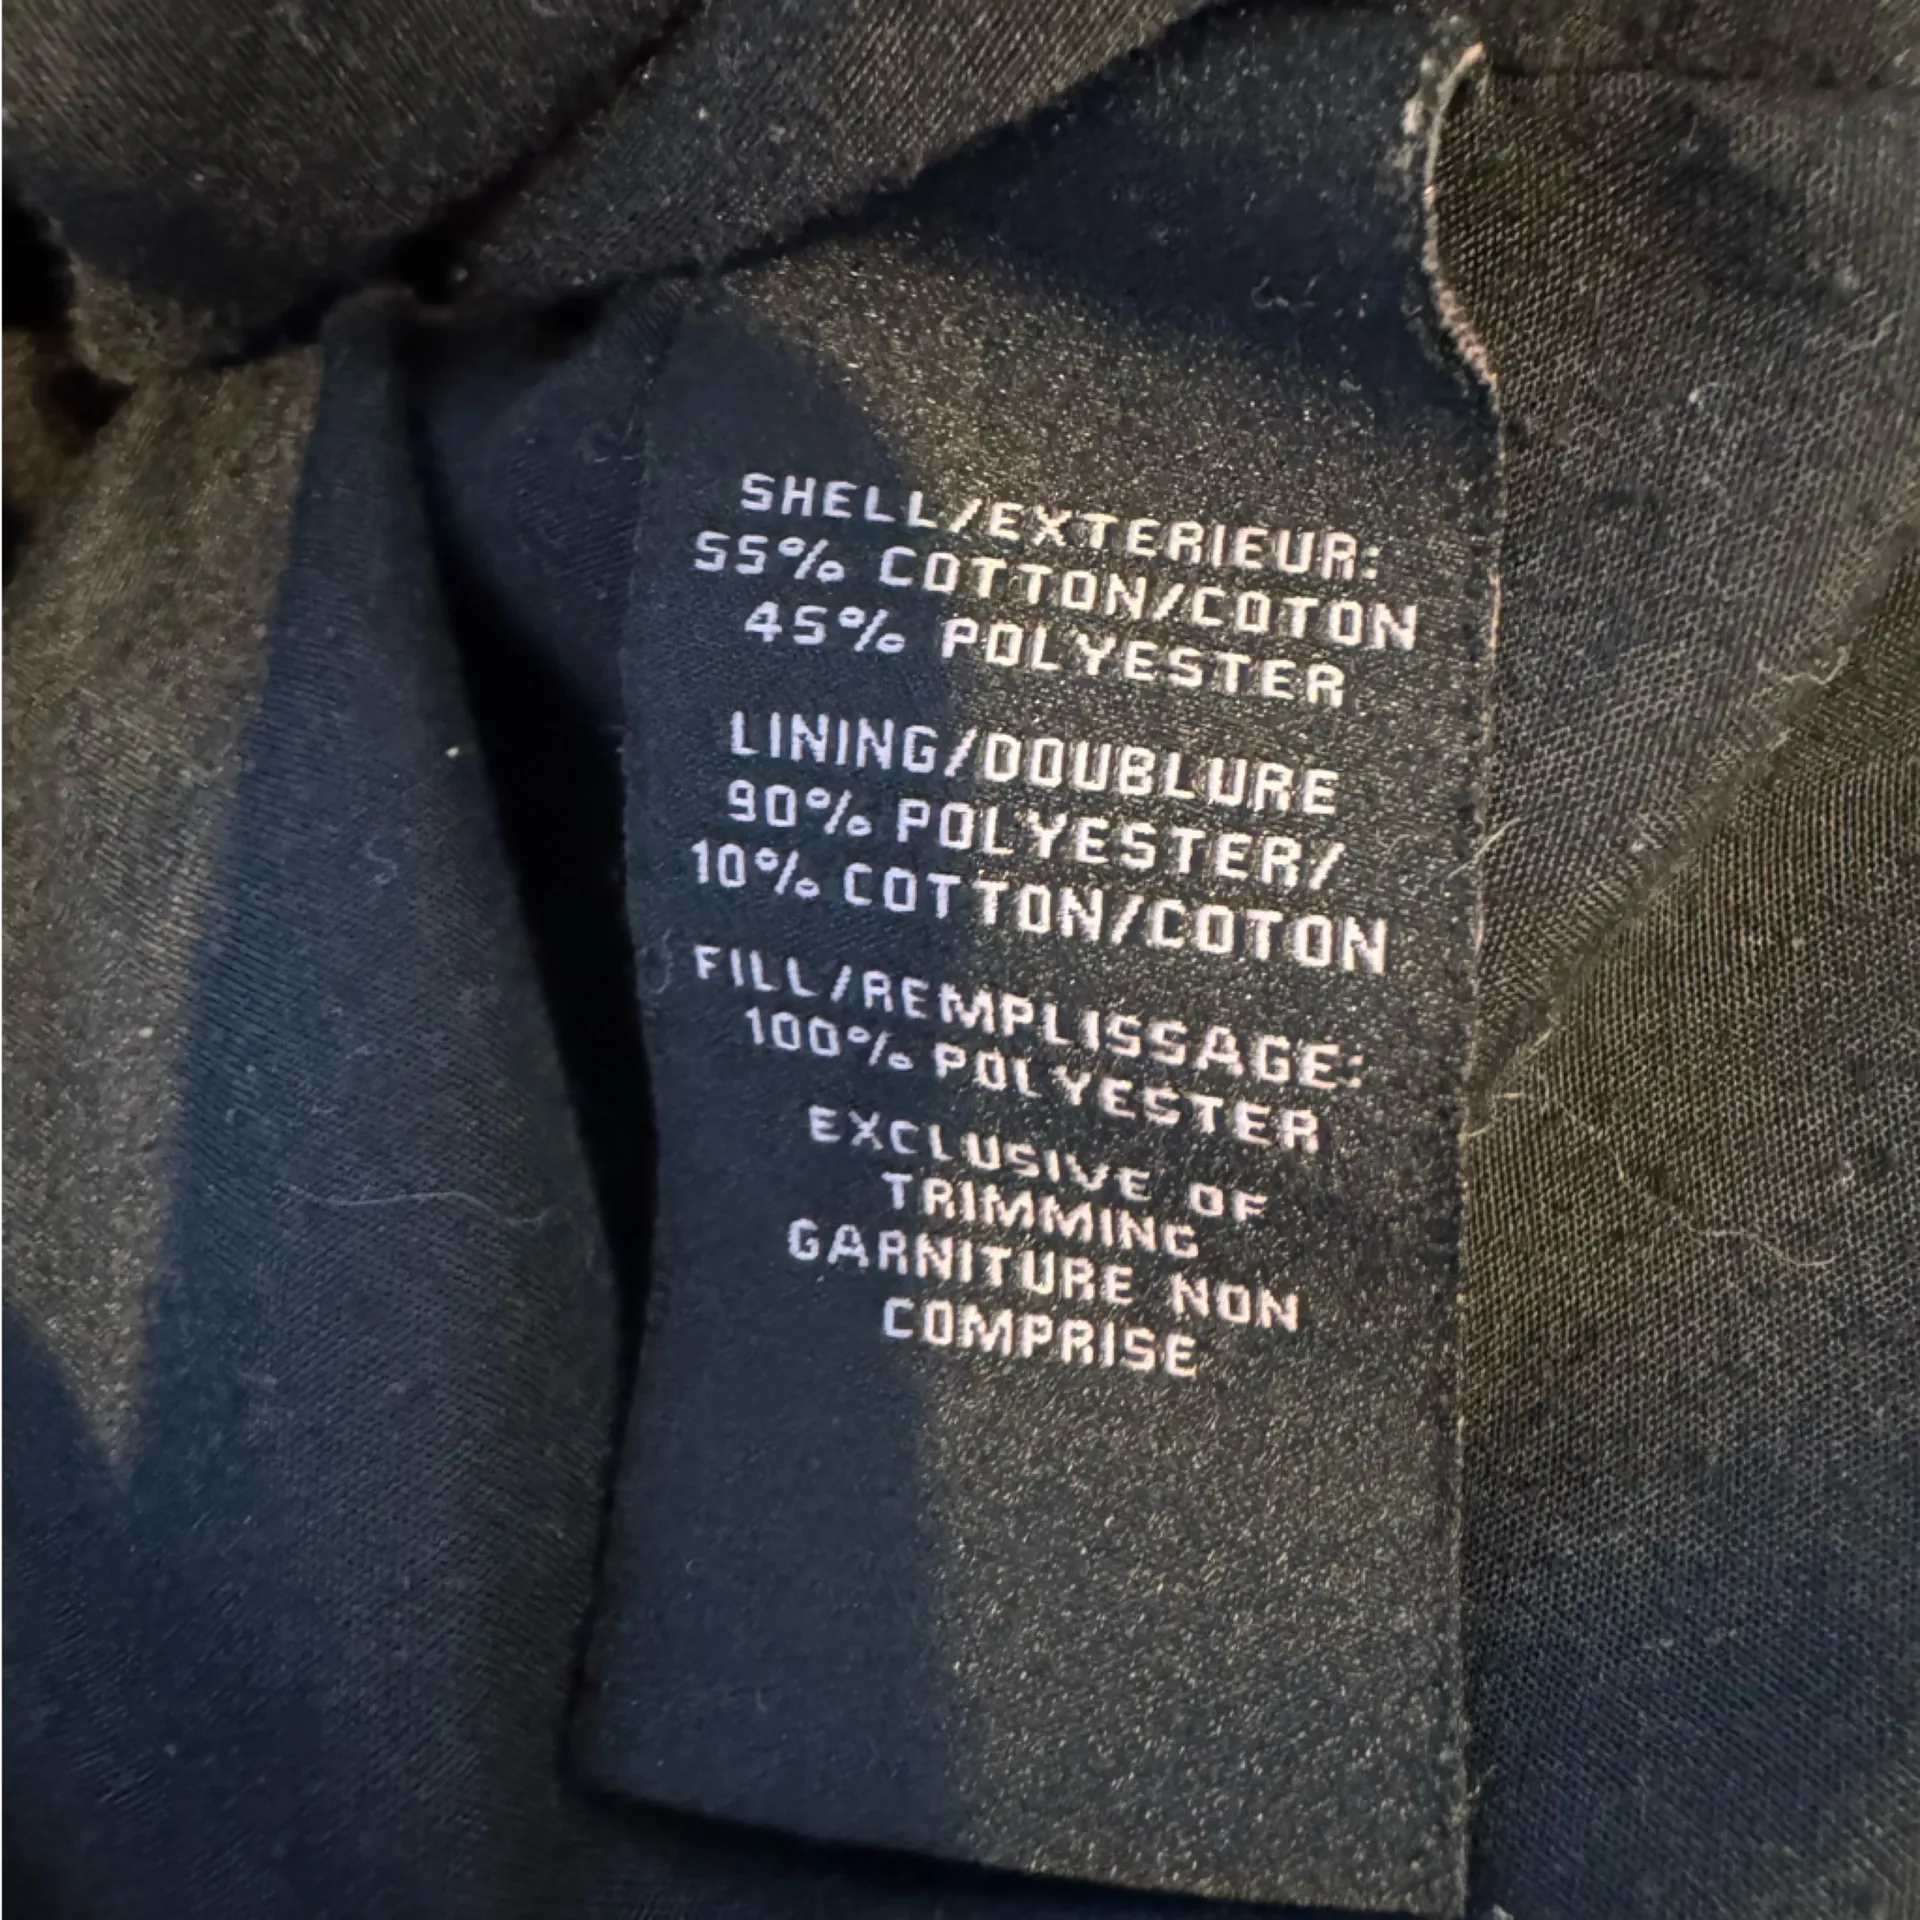 SHELL/EXTERIEUR:
55% COTTON/COTON
45% POLYESTER
LINING/DOUBLURE
90% POLYESTER/
10% COTTON/COTON
FILL/REMPLISSAGE:
100% POLYESTER
EXCLUSIVE OF
TRIMMING
GARNITURE NON
COMPRISE